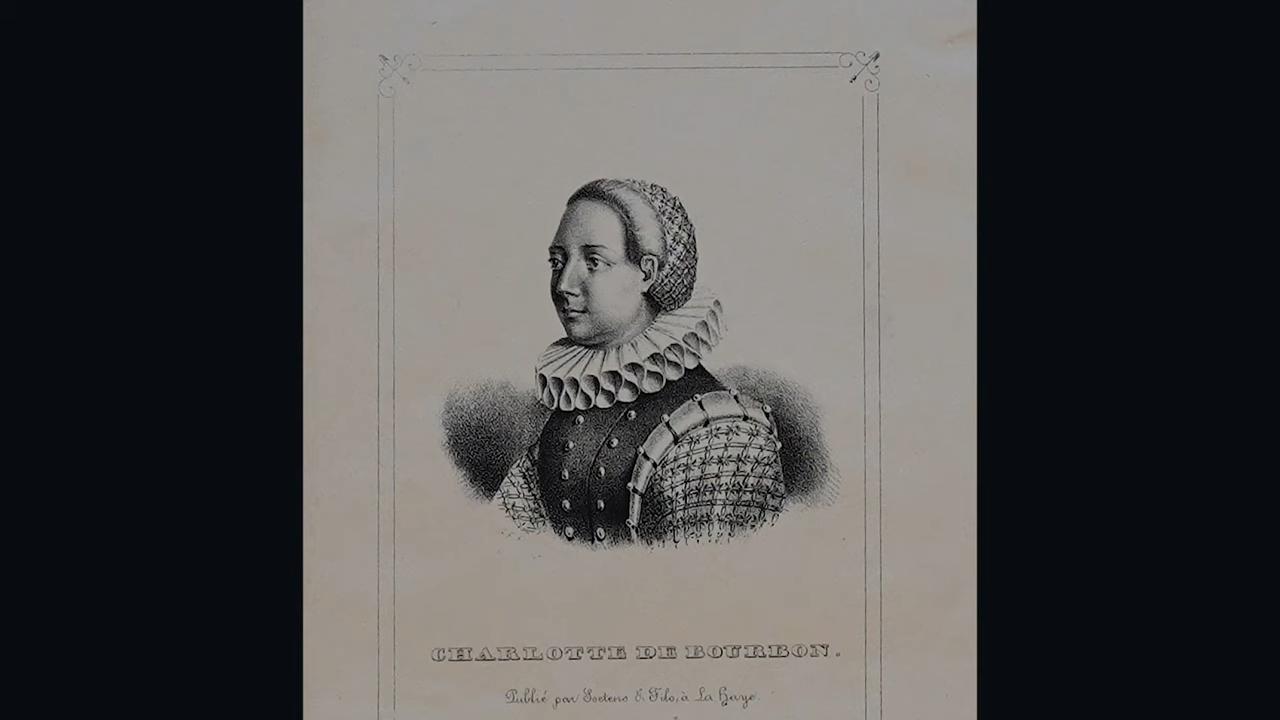 CHARLOTTE DE BOURBON.
Publié par Soetens & Fils, à La Haye.